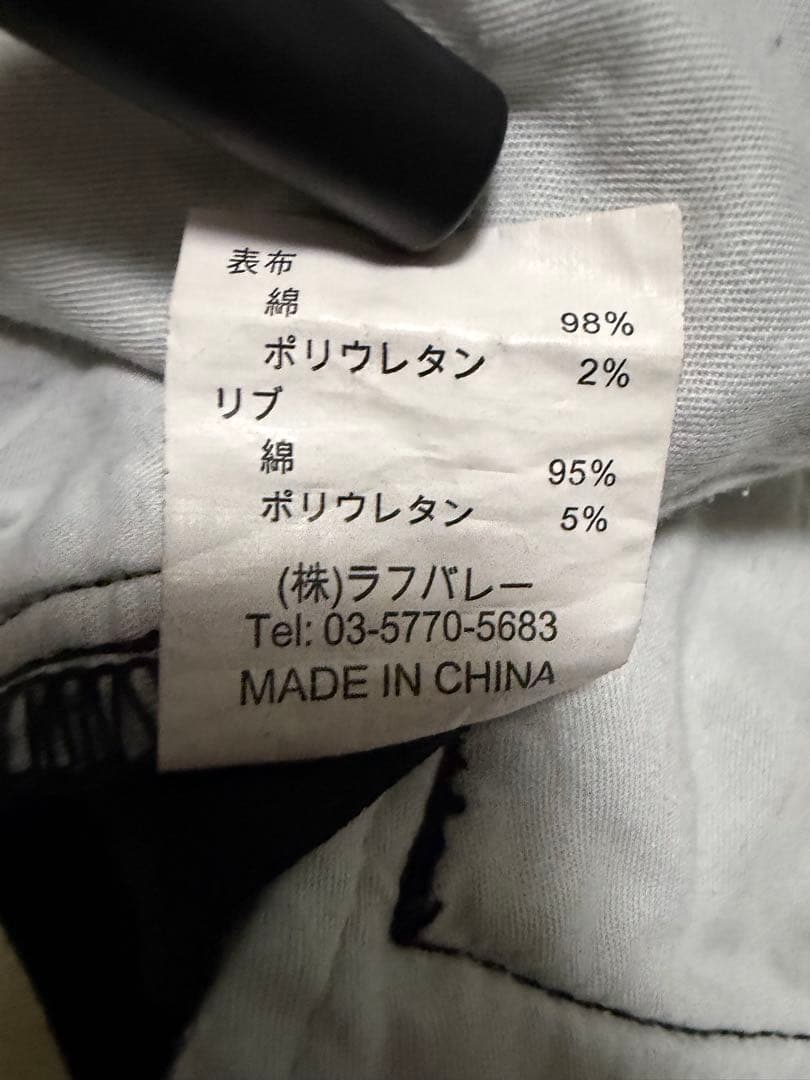 表布
綿 98%
ポリウレタン 2%
リブ
綿 95%
ポリウレタン 5%
(株)ラフバレー
Tel: 03-5770-5683
MADE IN CHINA